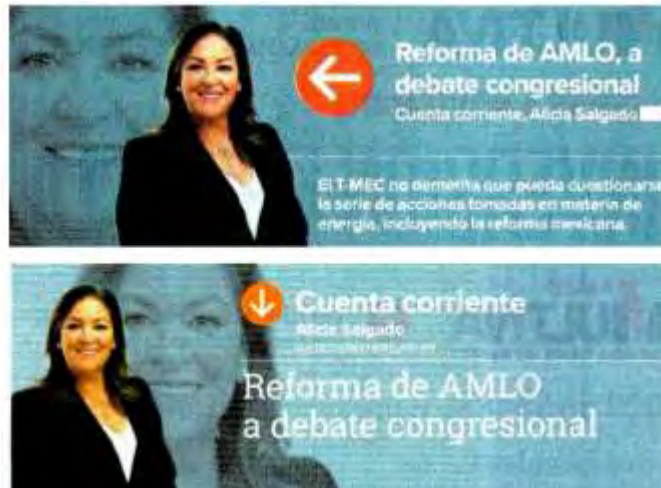 Reforma de AMLO, a
debate congresional
Cuenta corriente, Alicia Salgado
El T-MEC no demerita que pueda cuestionarse
la serie de acciones tomadas en materia de
energía, incluyendo la reforma mexicana.
Cuenta corriente
Alicia Salgado
Reforma de AMLO
a debate congresional